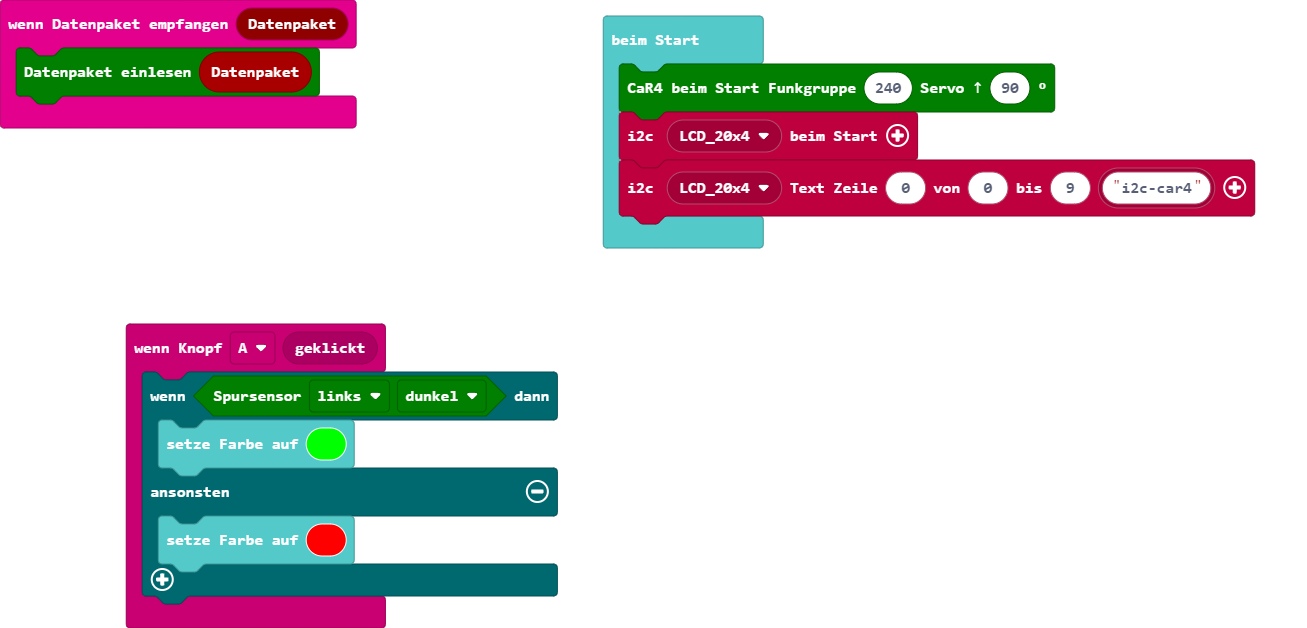 wenn Datenpaket empfangen Datenpaket
Datenpaket einlesen Datenpaket
beim Start
CaR4 beim Start Funkgruppe 240 Servo ↑ 90 °
i2c LCD_20x4 beim Start
i2c LCD_20x4 Text Zeile 0 von 0 bis 9 "i2c-car4"
wenn Knopf A geklickt
wenn Spursensor links dunkel dann
setze Farbe auf
ansonsten
setze Farbe auf